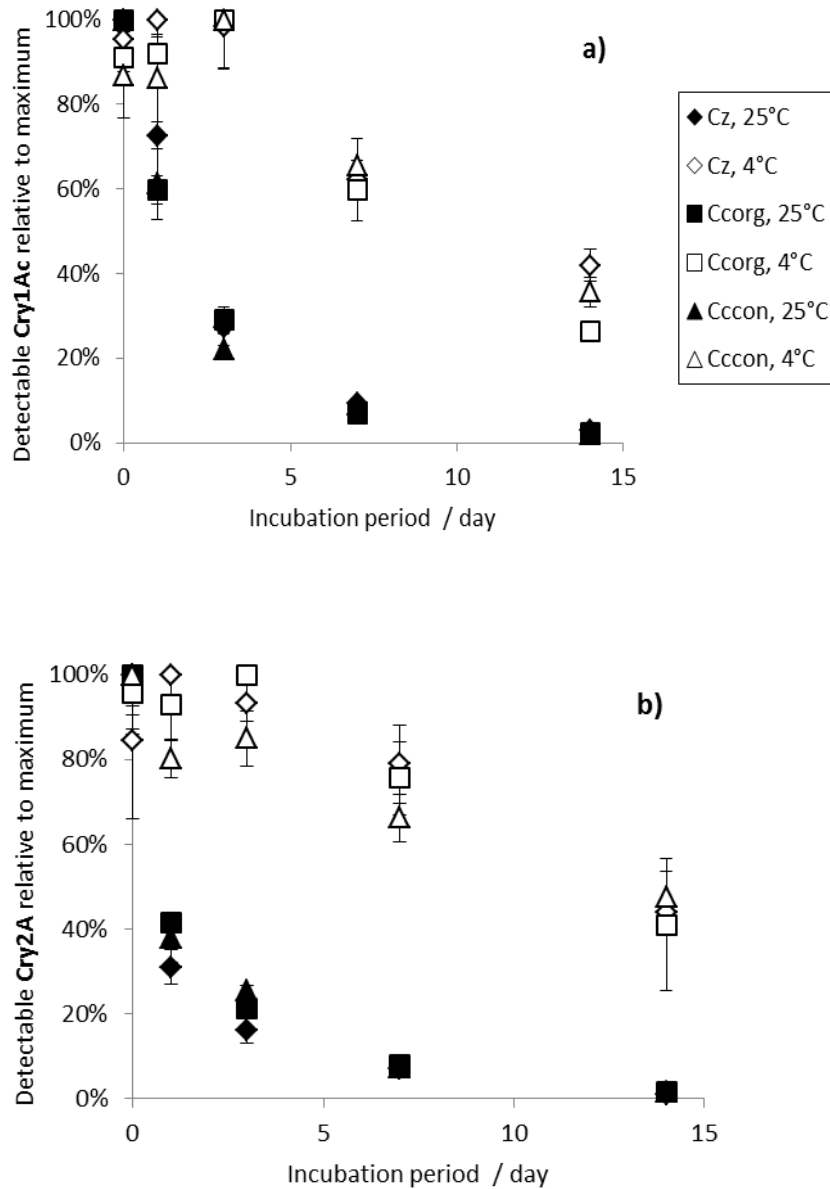 100%
80%
60%
40%
20%
0%
Detectable Cry1Ac relative to maximum
a)
0 5 10 15
Incubation period / day
Cz, 25°C
Cz, 4°C
Ccorg, 25°C
Ccorg, 4°C
Cccon, 25°C
Cccon, 4°C
100%
80%
60%
40%
20%
0%
Detectable Cry2A relative to maximum
b)
0 5 10 15
Incubation period / day